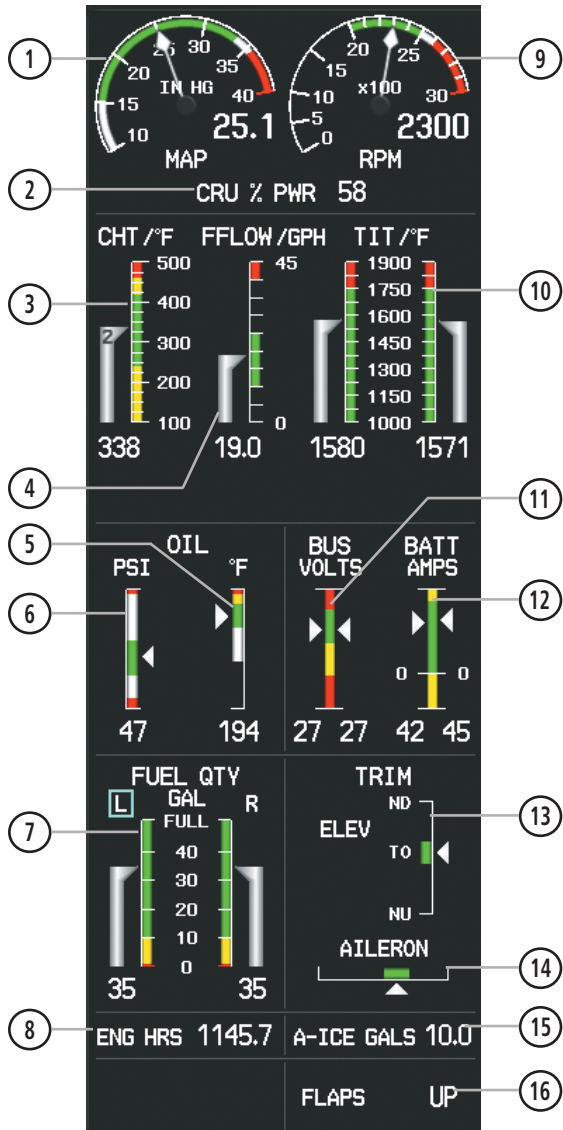 1
9
10
15
20
25
30
35
40
IN HG
25.1
MAP
0
5
10
15
20
25
30
x100
2300
RPM
2
CRU % PWR 58
CHT/°F
FFLOW/GPH
TIT/°F
3
500
400
300
200
100
2
338
45
0
19.0
4
1900
1750
1600
1450
1300
1150
1000
1580
1571
10
OIL
PSI
°F
5
6
47
194
BUS
VOLTS
BATT
AMPS
11
12
0
0
27 27
42 45
FUEL QTY
L
GAL
R
FULL
40
30
20
10
0
35
35
7
TRIM
ELEV
ND
TO
NU
13
AILERON
14
8
ENG HRS 1145.7
A-ICE GALS 10.0
15
FLAPS UP
16